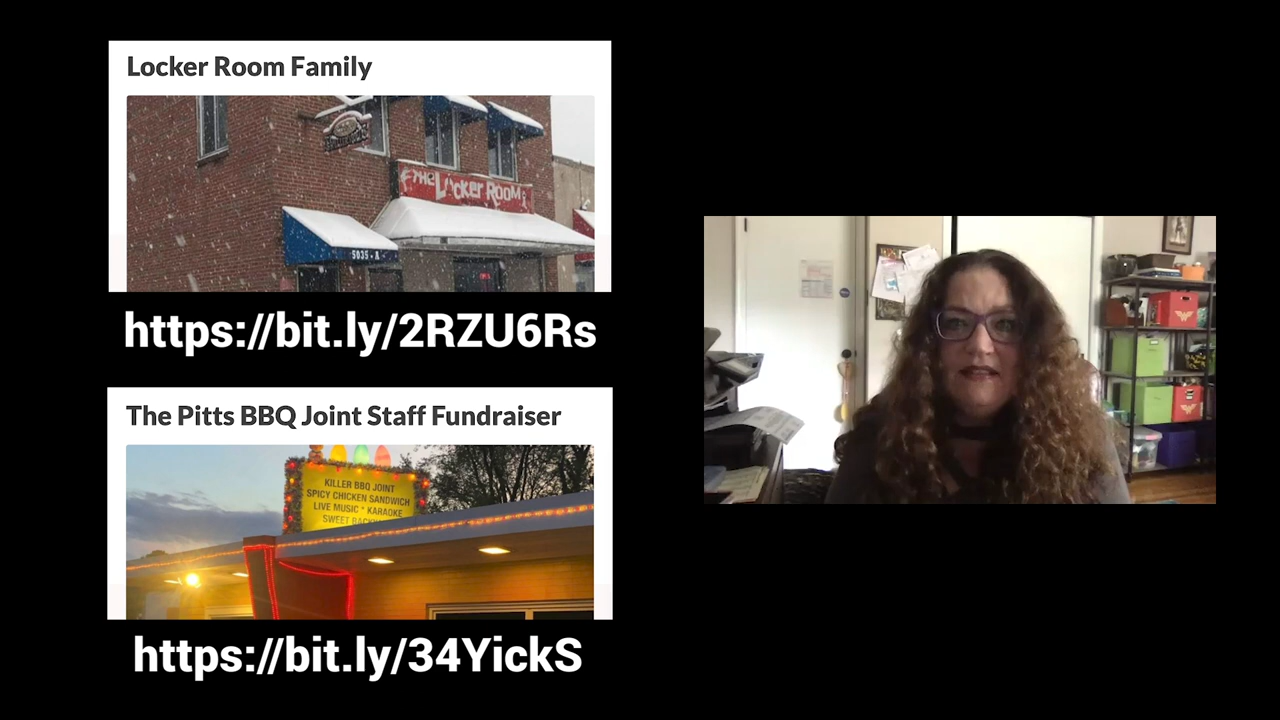 Locker Room Family
THE LOCKER ROOM
5035 - A
https://bit.ly/2RZU6Rs
The Pitts BBQ Joint Staff Fundraiser
KILLER BBQ JOINT
SPICY CHICKEN SANDWICH
LIVE MUSIC * KARAOKE
SWEET
https://bit.ly/34YickS